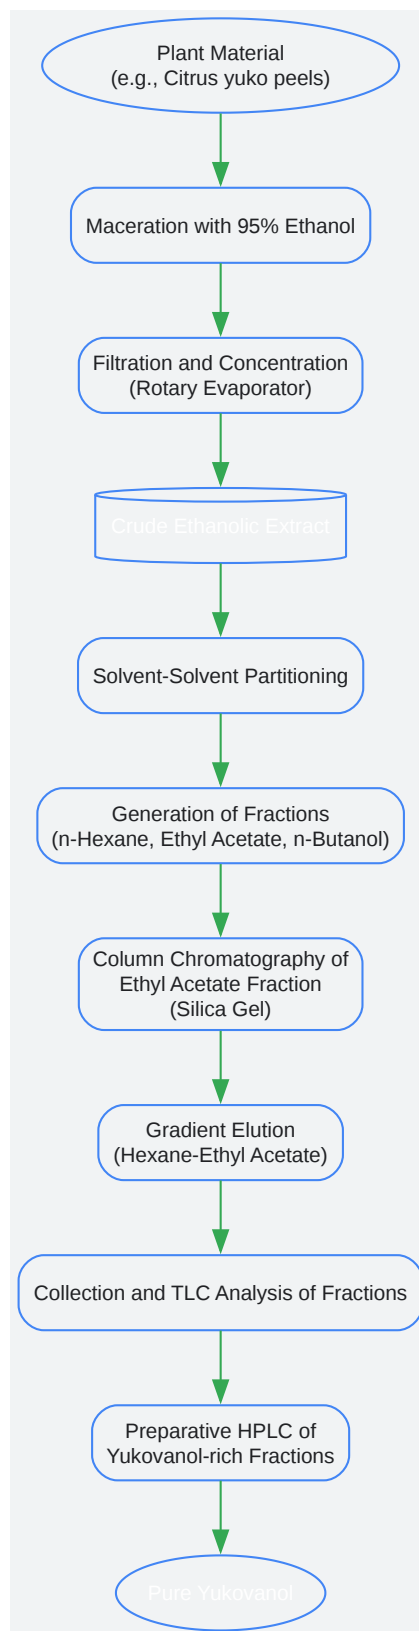 Plant Material
(e.g., Citrus yuko peels)
Maceration with 95% Ethanol
Filtration and Concentration
(Rotary Evaporator)
Crude Ethanolic Extract
Solvent-Solvent Partitioning
Generation of Fractions
(n-Hexane, Ethyl Acetate, n-Butanol)
Column Chromatography of
Ethyl Acetate Fraction
(Silica Gel)
Gradient Elution
(Hexane-Ethyl Acetate)
Collection and TLC Analysis of Fractions
Preparative HPLC of
Yukovanol-rich Fractions
Pure Yukovanol